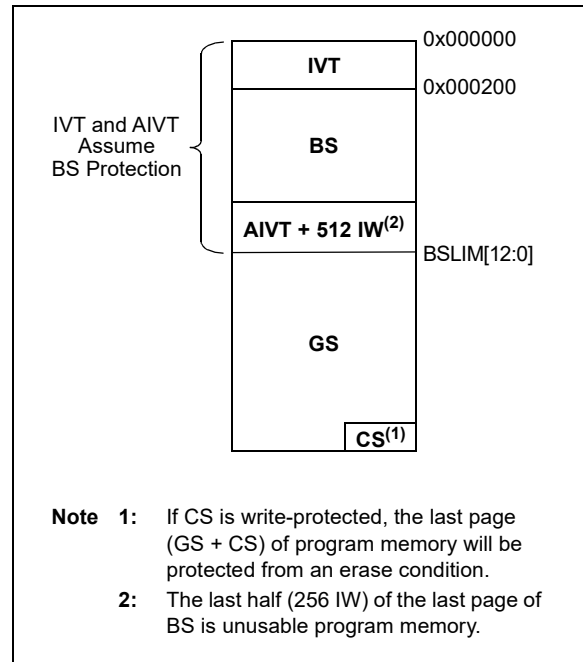 0x000000
IVT
0x000200
IVT and AIVT
Assume
BS Protection
BS
AIVT + 512 IW(2)
BSLIM[12:0]
GS
CS(1)
Note 1: If CS is write-protected, the last page
(GS + CS) of program memory will be
protected from an erase condition.
2: The last half (256 IW) of the last page of
BS is unusable program memory.